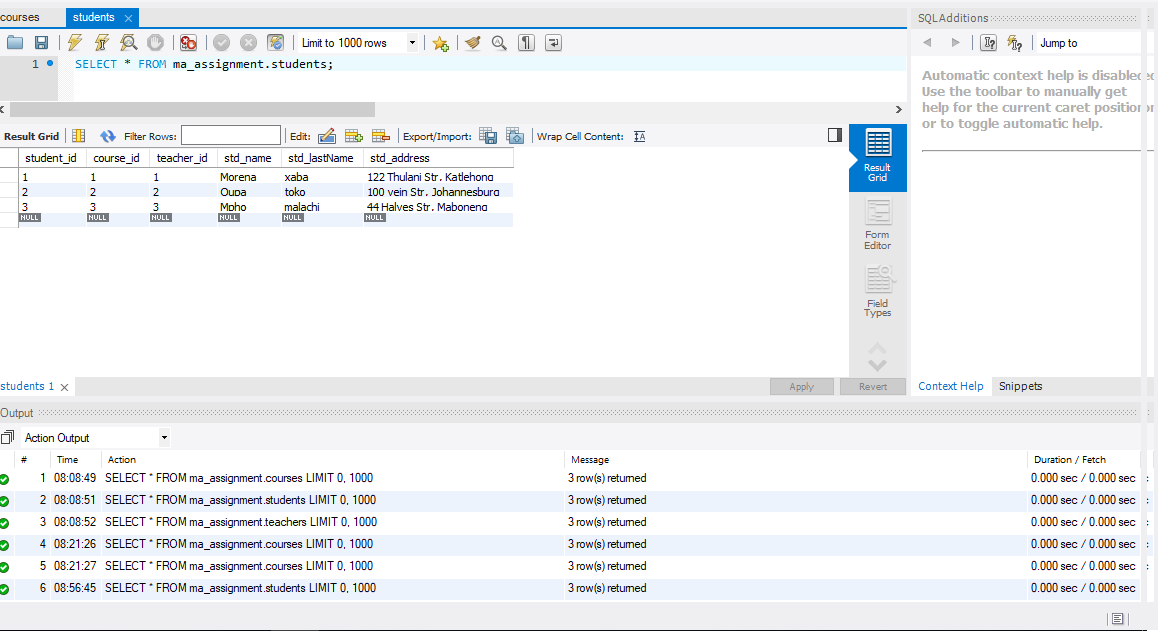 courses students
SQLAdditions
Limit to 1000 rows
Jump to
1 SELECT * FROM ma_assignment.students;
Automatic context help is disabled.
Use the toolbar to manually get
help for the current caret position
or to toggle automatic help.
Result Grid Filter Rows: Edit: Export/Import: Wrap Cell Content:
student_id course_id teacher_id std_name std_lastName std_address
1 1 1 Morena xaba 122 Thulani Str. Katlehong
2 2 2 Oupa toko 100 vein Str. Johannesburg
3 3 3 Mpho malachi 44 Halves Str. Maboneng
NULL NULL NULL NULL NULL NULL
Result
Grid
Form
Editor
Field
Types
students 1
Apply Revert
Context Help Snippets
Output
Action Output
# Time Action Message Duration / Fetch
1 08:08:49 SELECT * FROM ma_assignment.courses LIMIT 0, 1000 3 row(s) returned 0.000 sec / 0.000 sec
2 08:08:51 SELECT * FROM ma_assignment.students LIMIT 0, 1000 3 row(s) returned 0.000 sec / 0.000 sec
3 08:08:52 SELECT * FROM ma_assignment.teachers LIMIT 0, 1000 3 row(s) returned 0.000 sec / 0.000 sec
4 08:21:26 SELECT * FROM ma_assignment.courses LIMIT 0, 1000 3 row(s) returned 0.000 sec / 0.000 sec
5 08:21:27 SELECT * FROM ma_assignment.courses LIMIT 0, 1000 3 row(s) returned 0.000 sec / 0.000 sec
6 08:56:45 SELECT * FROM ma_assignment.students LIMIT 0, 1000 3 row(s) returned 0.000 sec / 0.000 sec